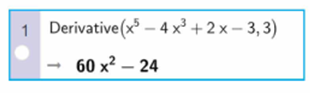 1 Derivative(x⁵ – 4 x³ + 2 x – 3, 3)
→ 60 x² – 24